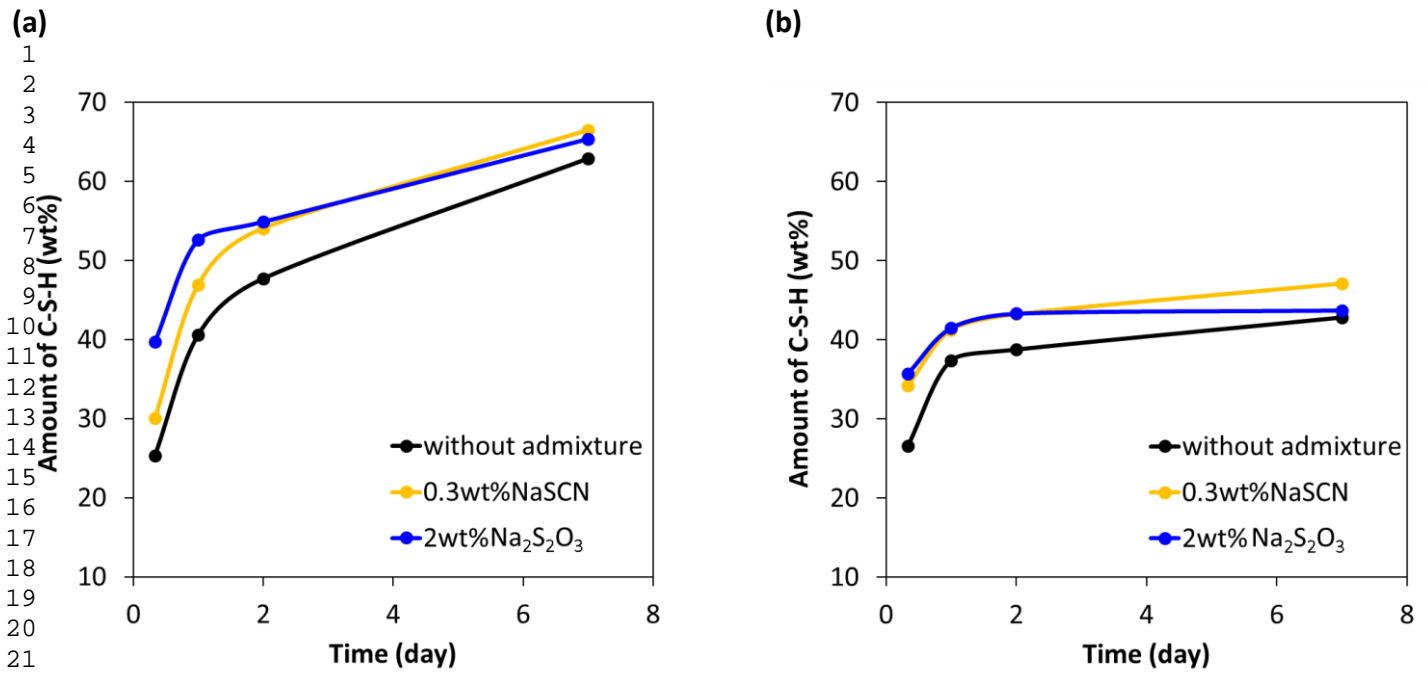 (a)
1
2
3
4
5
6
7
8
9
10
11
12
13
14
15
16
17
18
19
20
21
Amount of C-S-H (wt%)
70
60
50
40
30
20
10
without admixture
0.3wt%NaSCN
2wt%Na₂S₂O₃
0 2 4 6 8
Time (day)
(b)
Amount of C-S-H (wt%)
70
60
50
40
30
20
10
without admixture
0.3wt%NaSCN
2wt%Na₂S₂O₃
0 2 4 6 8
Time (day)